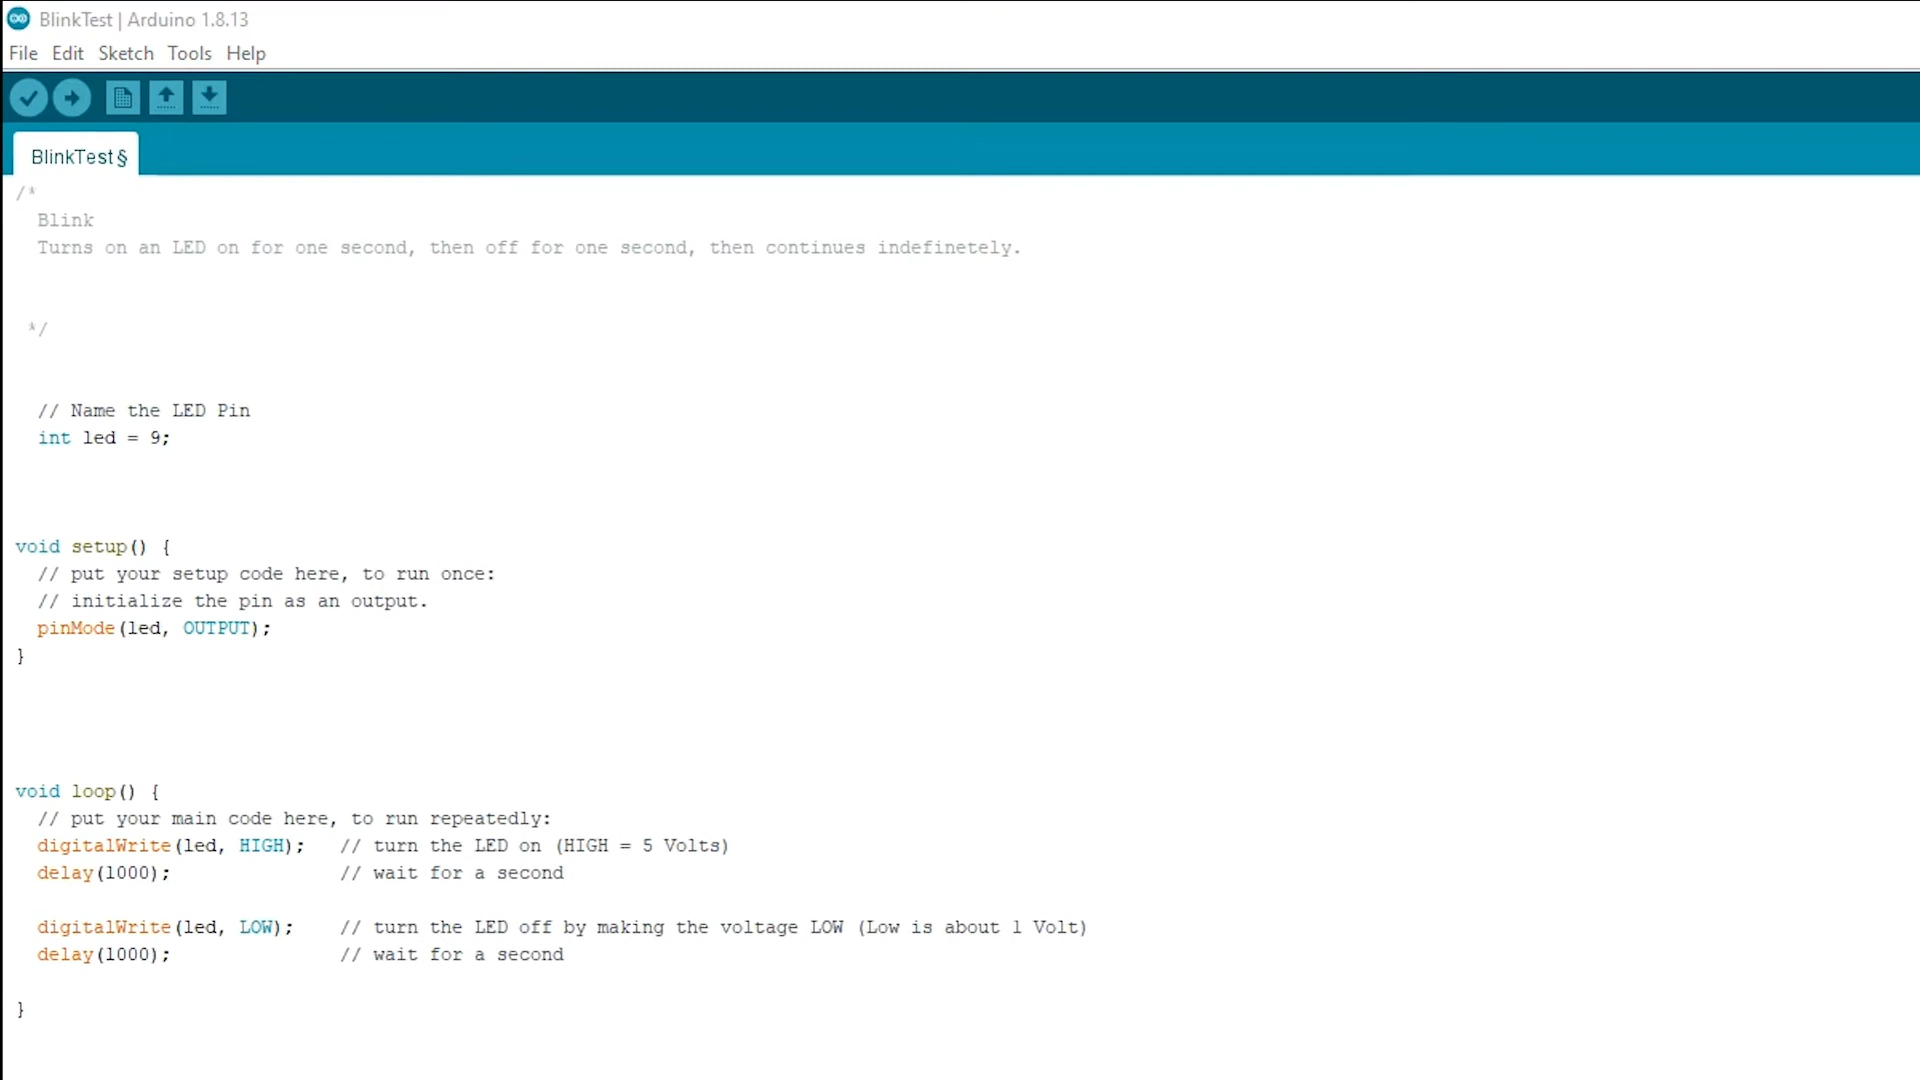 BlinkTest | Arduino 1.8.13
File Edit Sketch Tools Help
BlinkTest§
/*
Blink
Turns on an LED on for one second, then off for one second, then continues indefinetely.
*/
// Name the LED Pin
int led = 9;
void setup() {
// put your setup code here, to run once:
// initialize the pin as an output.
pinMode(led, OUTPUT);
}
void loop() {
// put your main code here, to run repeatedly:
digitalWrite(led, HIGH); // turn the LED on (HIGH = 5 Volts)
delay(1000); // wait for a second
digitalWrite(led, LOW); // turn the LED off by making the voltage LOW (Low is about 1 Volt)
delay(1000); // wait for a second
}